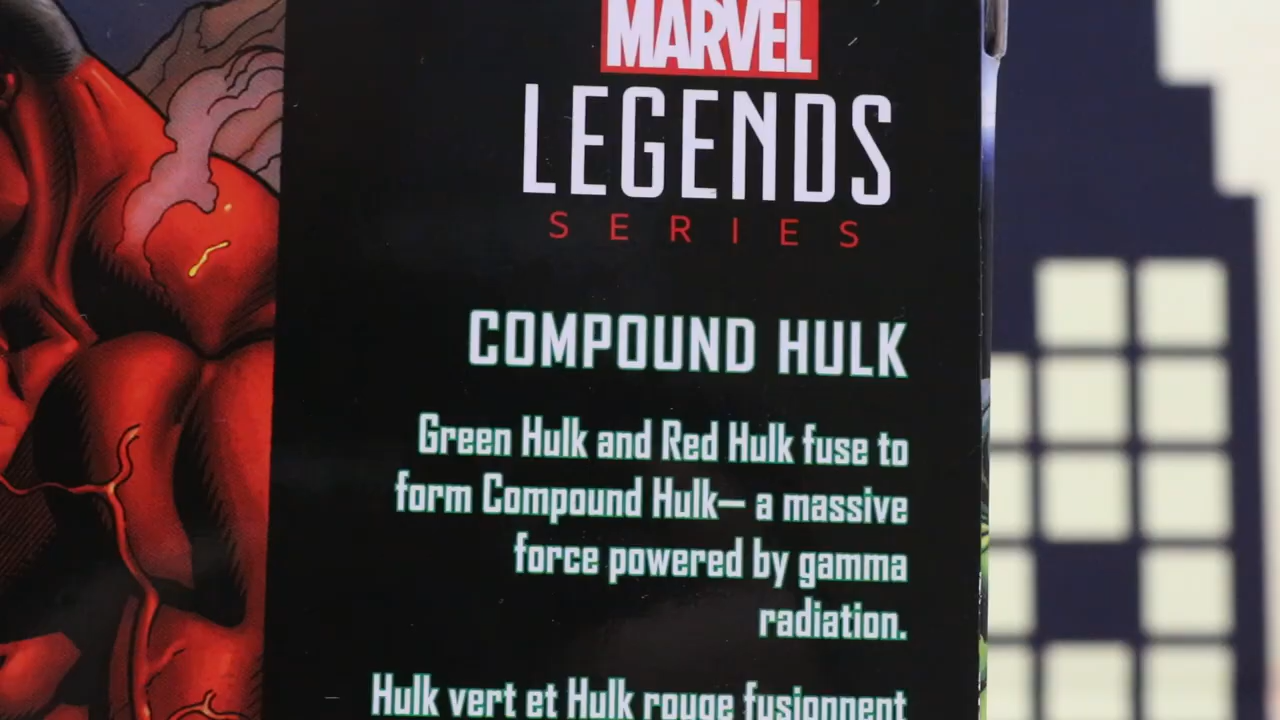 MARVEL
LEGENDS
SERIES
COMPOUND HULK
Green Hulk and Red Hulk fuse to
form Compound Hulk— a massive
force powered by gamma
radiation.
Hulk vert et Hulk rouge fusionnent